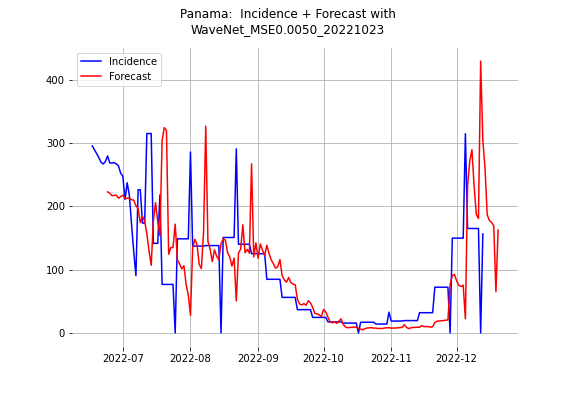 Panama:  Incidence + Forecast with
WaveNet_MSE0.0050_20221023
Incidence
Forecast
400
300
200
100
0
2022-07
2022-08
2022-09
2022-10
2022-11
2022-12